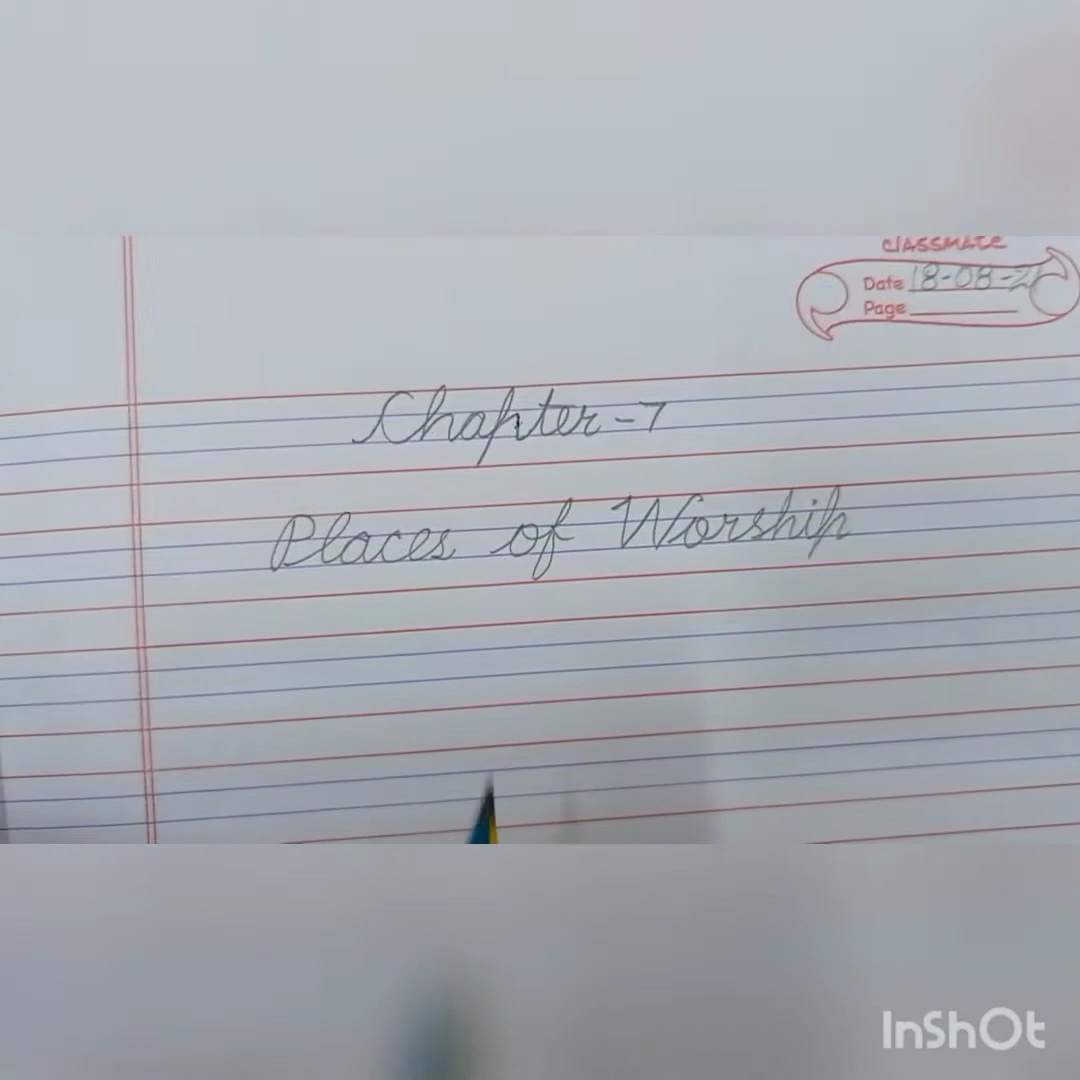 classmate
Date 18-08-21
Page
Chapter-7
Places of Worship
InShOt